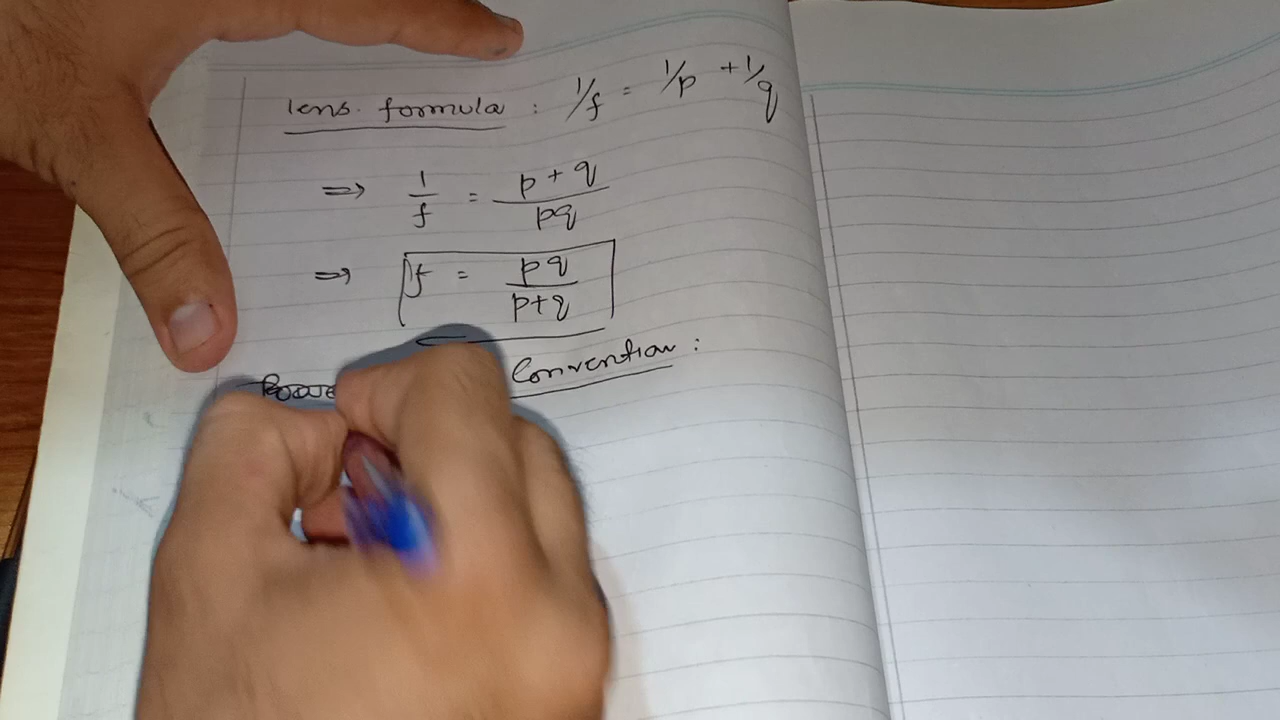 lens. formula : 1/f = 1/p + 1/q
⇒ 1/f = p + q / pq
⇒ f = pq / p+q
Convention :